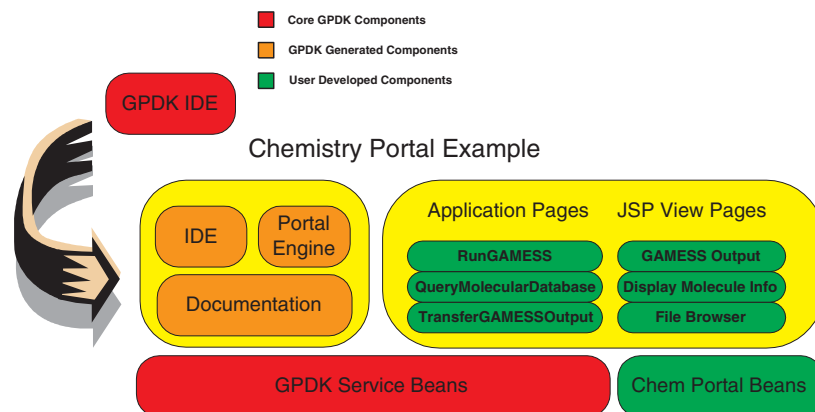 Core GPDK Components
GPDK Generated Components
User Developed Components
GPDK IDE
Chemistry Portal Example
IDE
Portal
Engine
Documentation
Application Pages
JSP View Pages
RunGAMESS
GAMESS Output
QueryMolecularDatabase
Display Molecule Info
TransferGAMESSOutput
File Browser
GPDK Service Beans
Chem Portal Beans